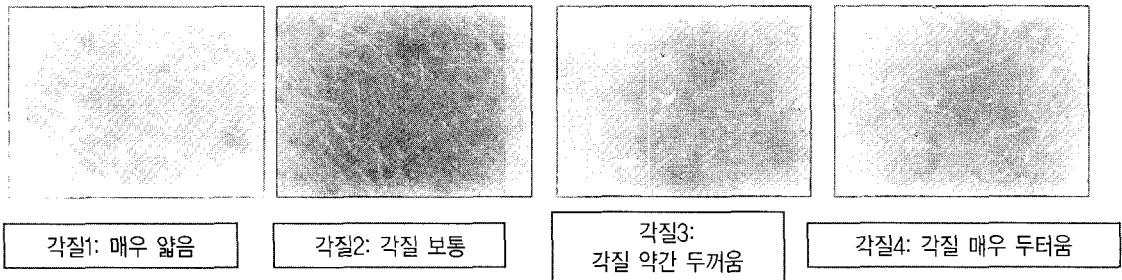 각질1: 매우 얇음
각질2: 각질 보통
각질3:
각질 약간 두꺼움
각질4: 각질 매우 두터움